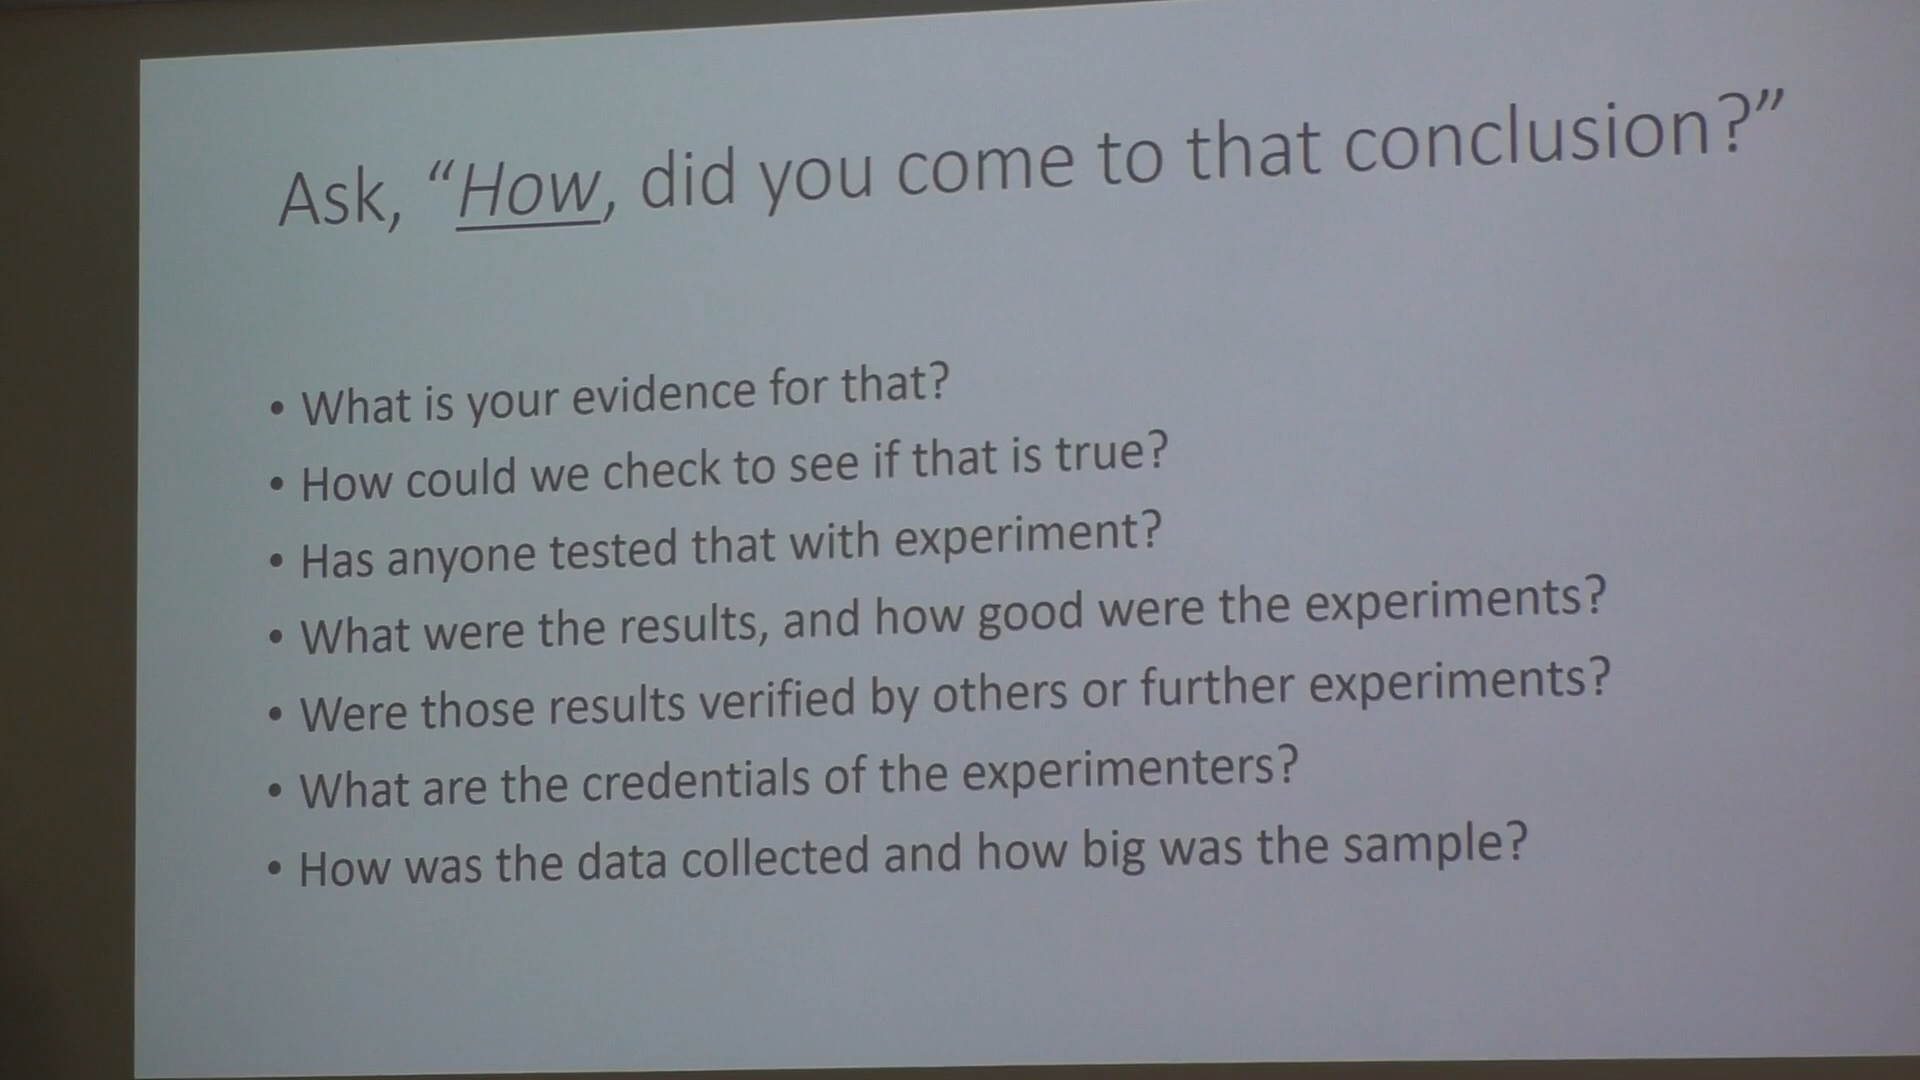 Ask, “How, did you come to that conclusion?”
• What is your evidence for that?
• How could we check to see if that is true?
• Has anyone tested that with experiment?
• What were the results, and how good were the experiments?
• Were those results verified by others or further experiments?
• What are the credentials of the experimenters?
• How was the data collected and how big was the sample?